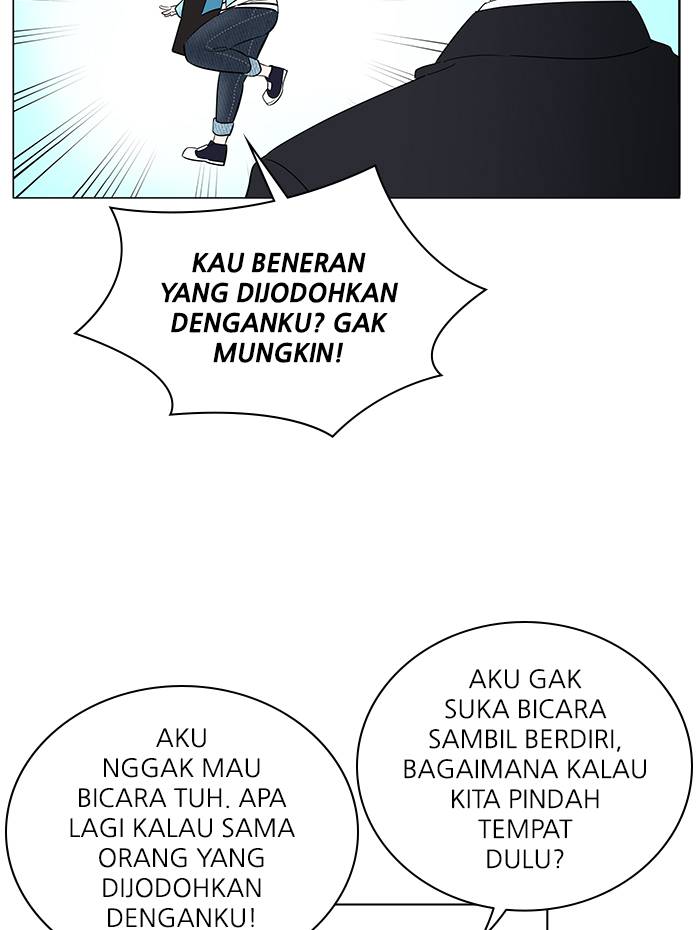 KAU BENERAN
YANG DIJODOHKAN
DENGANKU? GAK
MUNGKIN!
AKU GAK
SUKA BICARA
SAMBIL BERDIRI,
BAGAIMANA KALAU
KITA PINDAH
TEMPAT
DULU?
AKU
NGGAK MAU
BICARA TUH. APA
LAGI KALAU SAMA
ORANG YANG
DIJODOHKAN
DENGANKU!